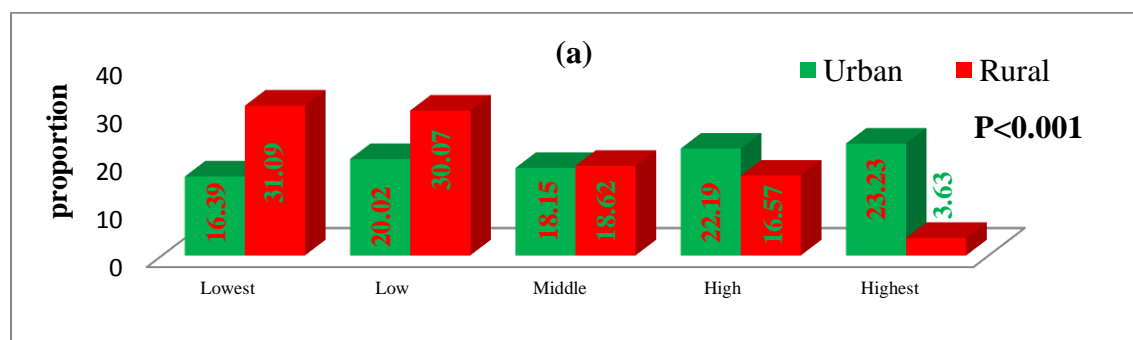 (a)
Urban Rural
P<0.001
proportion
40
30
20
10
0
16.39 31.09 20.02 30.07 18.15 18.62 22.19 16.57 23.23 3.63
Lowest Low Middle High Highest